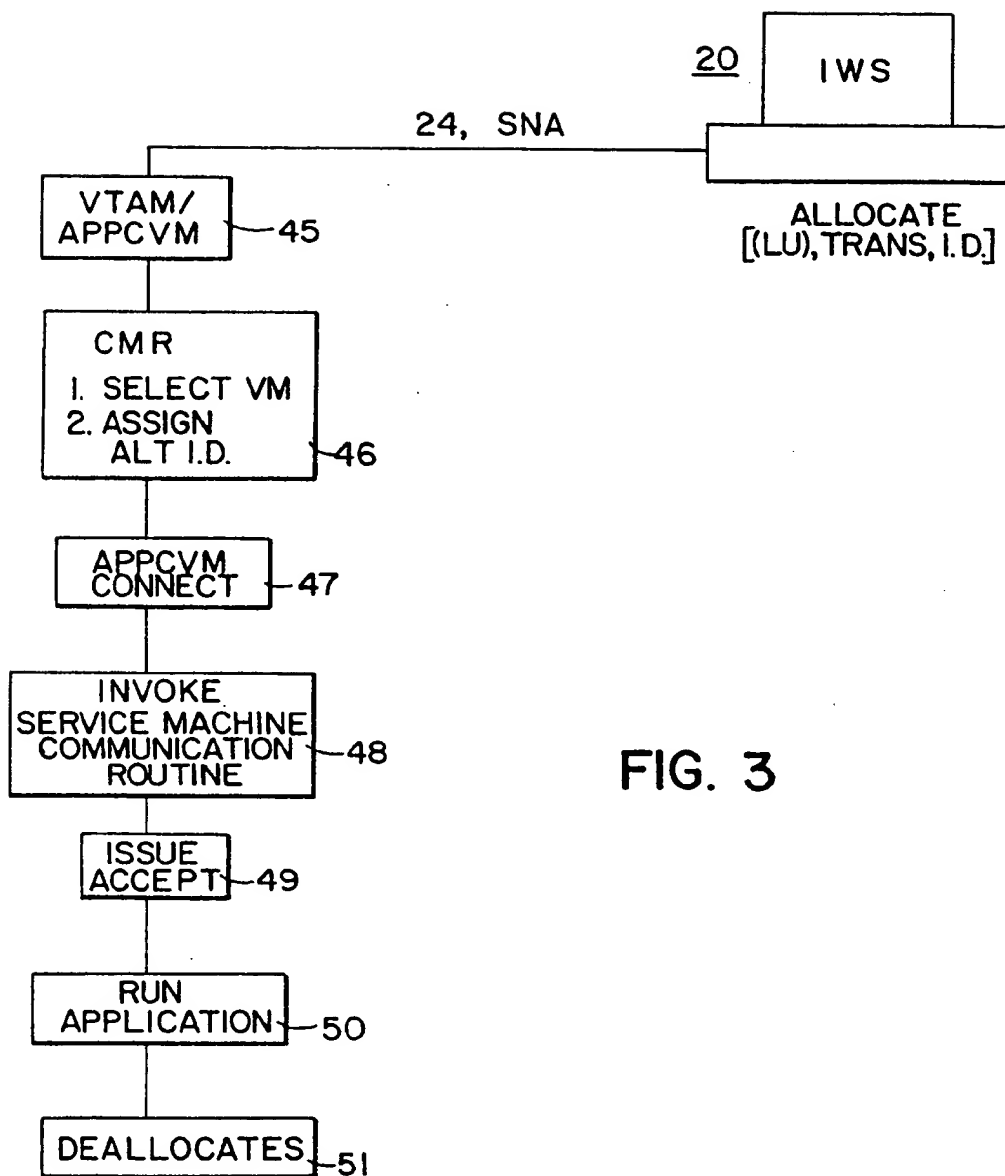 20
IWS
24, SNA
ALLOCATE
[(LU), TRANS, I.D.]
VTAM/
APPCVM
45
CMR
1. SELECT VM
2. ASSIGN
ALT I.D.
46
APPCVM
CONNECT
47
INVOKE
SERVICE MACHINE
COMMUNICATION
ROUTINE
48
FIG. 3
ISSUE
ACCEPT
49
RUN
APPLICATION
50
DEALLOCATES
51